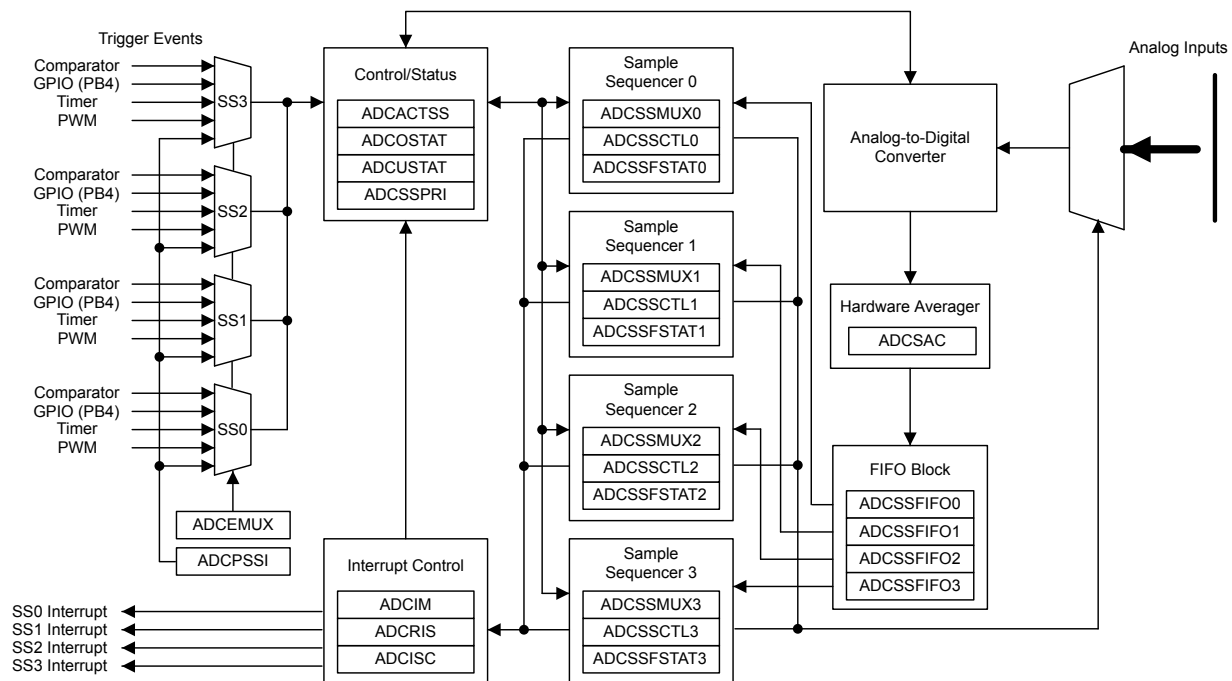 Trigger Events
Comparator
GPIO (PB4)
Timer
PWM
SS3
Comparator
GPIO (PB4)
Timer
PWM
SS2
Comparator
GPIO (PB4)
Timer
PWM
SS1
Comparator
GPIO (PB4)
Timer
PWM
SS0
ADCEMUX
ADCPSSI
SS0 Interrupt
SS1 Interrupt
SS2 Interrupt
SS3 Interrupt
Control/Status
ADCACTSS
ADCOSTAT
ADCUSTAT
ADCSSPRI
Interrupt Control
ADCIM
ADCRIS
ADCISC
Sample
Sequencer 0
ADCSSMUX0
ADCSSCTL0
ADCSSFSTAT0
Sample
Sequencer 1
ADCSSMUX1
ADCSSCTL1
ADCSSFSTAT1
Sample
Sequencer 2
ADCSSMUX2
ADCSSCTL2
ADCSSFSTAT2
Sample
Sequencer 3
ADCSSMUX3
ADCSSCTL3
ADCSSFSTAT3
Analog-to-Digital
Converter
Hardware Averager
ADCSAC
FIFO Block
ADCSSFIFO0
ADCSSFIFO1
ADCSSFIFO2
ADCSSFIFO3
Analog Inputs